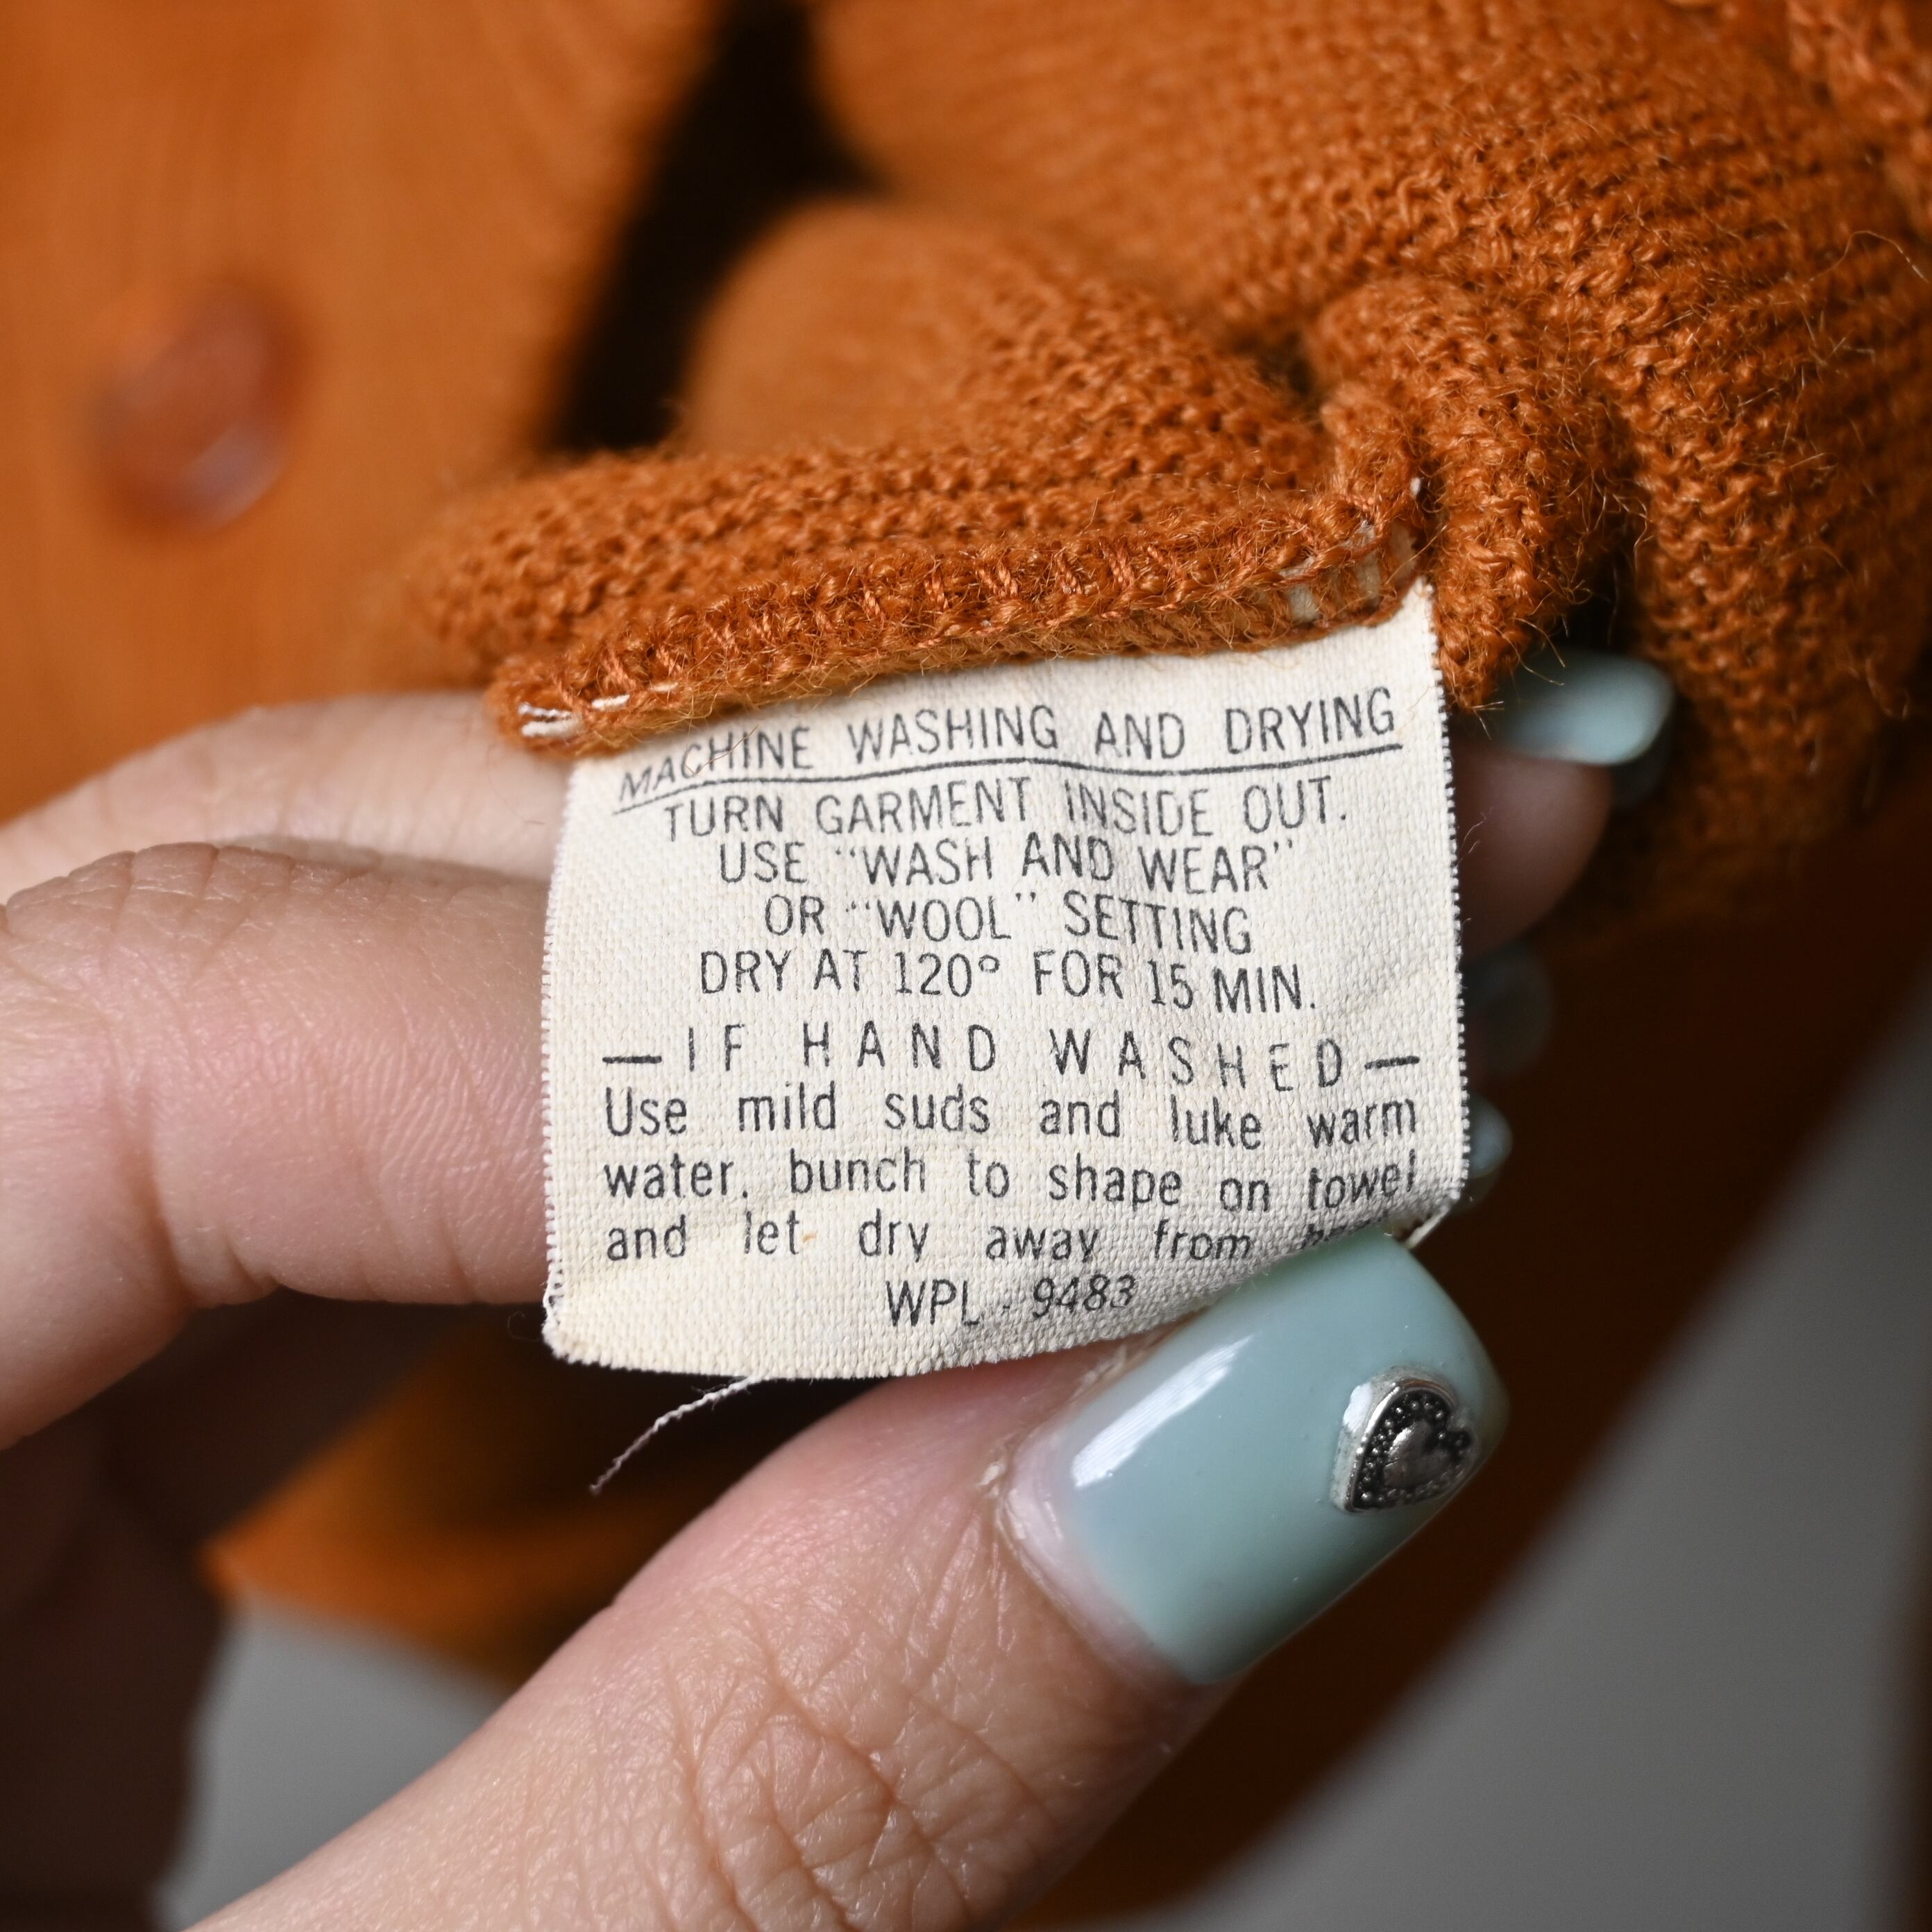 MACHINE WASHING AND DRYING
TURN GARMENT INSIDE OUT.
USE "WASH AND WEAR"
OR "WOOL" SETTING
DRY AT 120° FOR 15 MIN.
— IF HAND WASHED —
Use mild suds and luke warm
water. bunch to shape on towel
and let dry away from
WPL - 9483